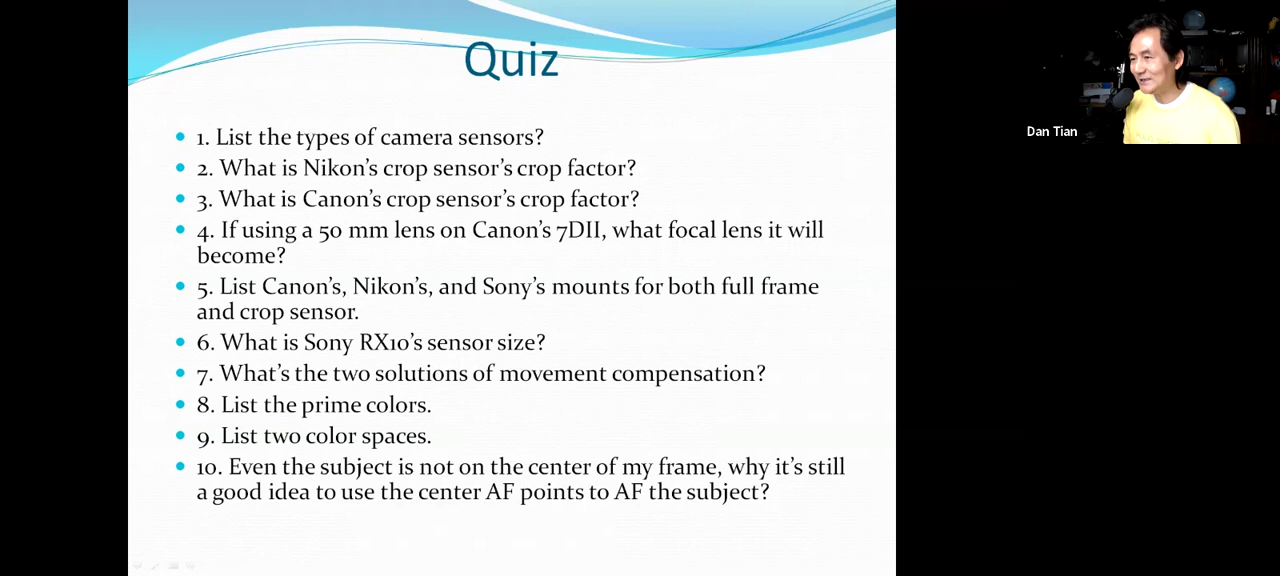 Quiz
1. List the types of camera sensors?
2. What is Nikon’s crop sensor’s crop factor?
3. What is Canon’s crop sensor’s crop factor?
4. If using a 50 mm lens on Canon’s 7DII, what focal lens it will
become?
5. List Canon’s, Nikon’s, and Sony’s mounts for both full frame
and crop sensor.
6. What is Sony RX10’s sensor size?
7. What’s the two solutions of movement compensation?
8. List the prime colors.
9. List two color spaces.
10. Even the subject is not on the center of my frame, why it’s still
a good idea to use the center AF points to AF the subject?
Dan Tian